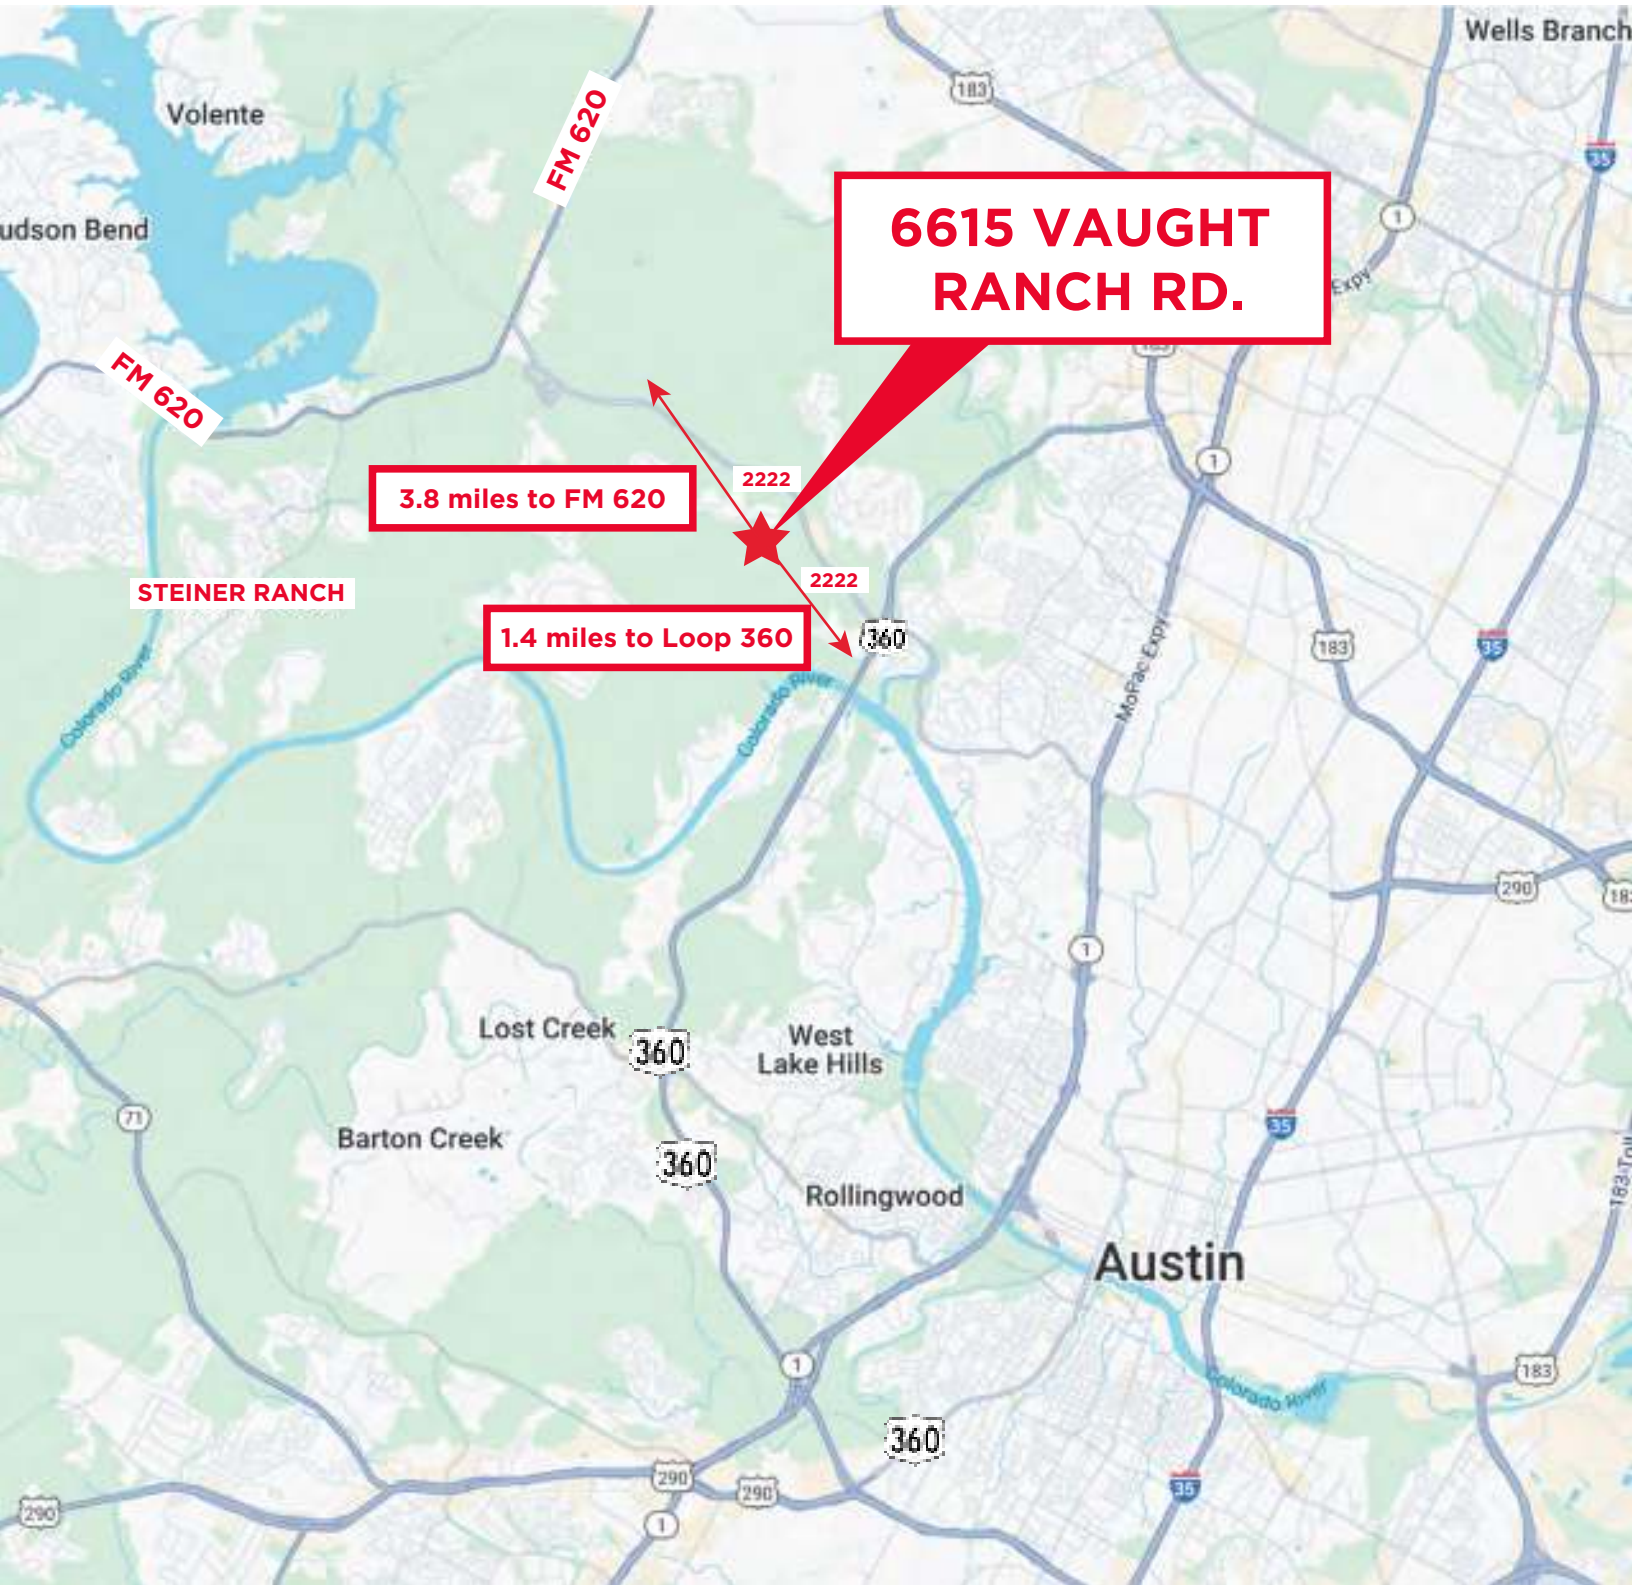 Wells Branch
183
Volente
FM 620
35
6615 VAUGHT
RANCH RD.
1
udson Bend
Expy
FM 620
2222
1
3.8 miles to FM 620
2222
STEINER RANCH
1.4 miles to Loop 360
360
183
35
MoPac Expy
Colorado River
Colorado River
290
18
1
Lost Creek
360
West
Lake Hills
71
35
Barton Creek
360
183 Toll
Rollingwood
Austin
1
183
Colorado River
360
290
290
35
290
1